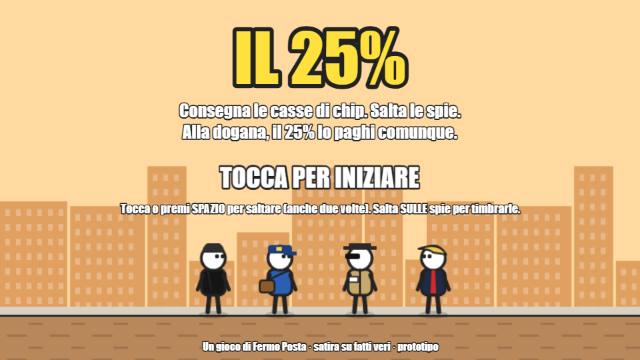 IL 25%
Consegna le casse di chip. Salta le spie.
Alla dogana, il 25% lo paghi comunque.
TOCCA PER INIZIARE
Tocca o premi SPAZIO per saltare (anche due volte). Salta SULLE spie per timbrarle.
Un gioco di Fermo Posta · satira su fatti veri · prototipo